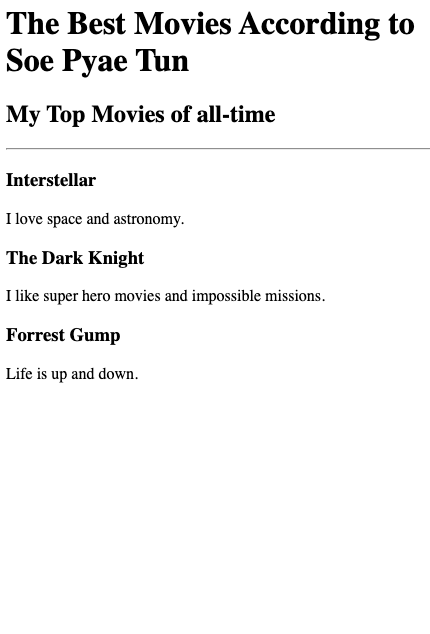 The Best Movies According to
Soe Pyae Tun
My Top Movies of all-time
Interstellar
I love space and astronomy.
The Dark Knight
I like super hero movies and impossible missions.
Forrest Gump
Life is up and down.